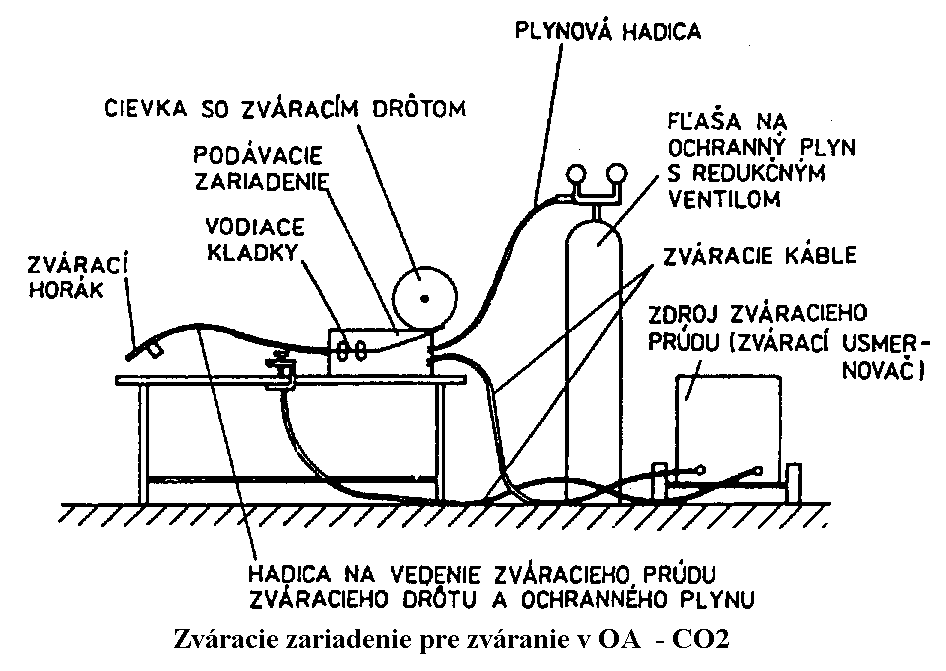 PLYNOVÁ HADICA
CIEVKA SO ZVÁRACÍM DRÔTOM
PODÁVACIE
ZARIADENIE
VODIACE
KLADKY
ZVÁRACÍ
HORÁK
FĽAŠA NA
OCHRANNÝ PLYN
S REDUKČNÝM
VENTILOM
ZVÁRACIE KÁBLE
ZDROJ ZVÁRACIEHO
PRÚDU (ZVÁRACÍ USMER-
NOVAČ)
HADICA NA VEDENIE ZVÁRACIEHO PRÚDU
ZVÁRACIEHO DRÔTU A OCHRANNÉHO PLYNU
Zváracie zariadenie pre zváranie v OA - CO2